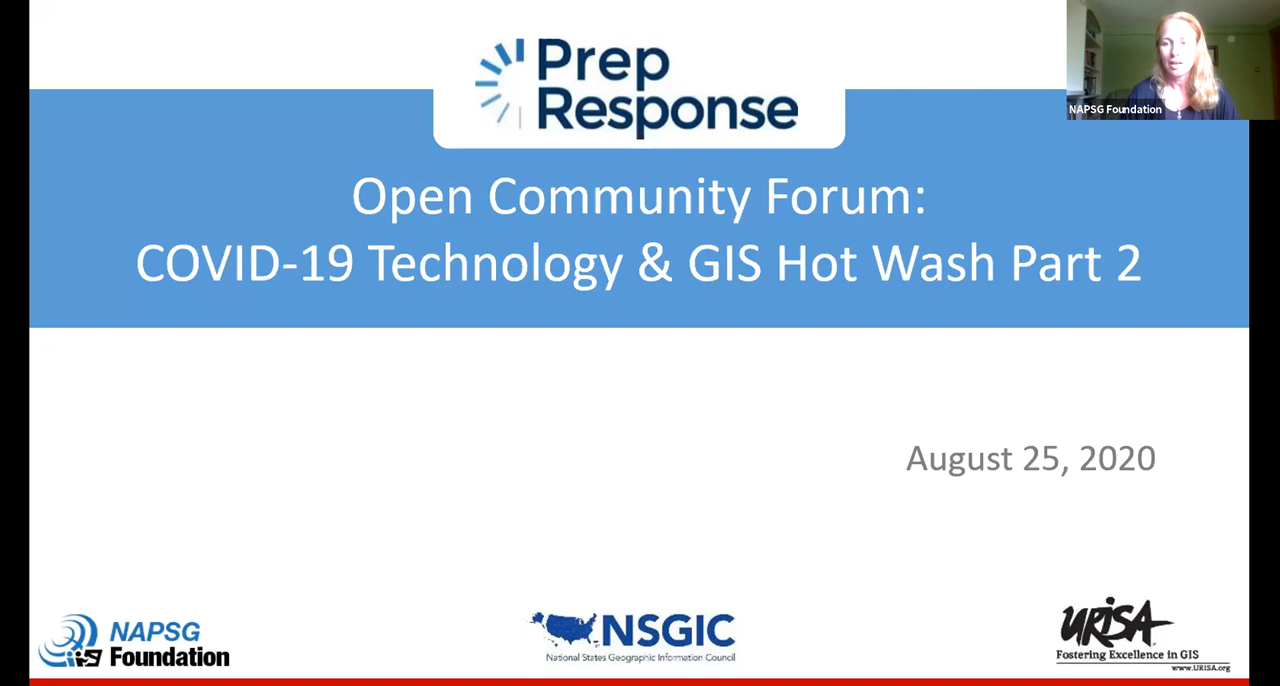 Prep
Response
NAPSG Foundation
Open Community Forum:
COVID-19 Technology & GIS Hot Wash Part 2
August 25, 2020
NAPSG
Foundation
NSGIC
National States Geographic Information Council
URISA
Fostering Excellence in GIS
www.URISA.org